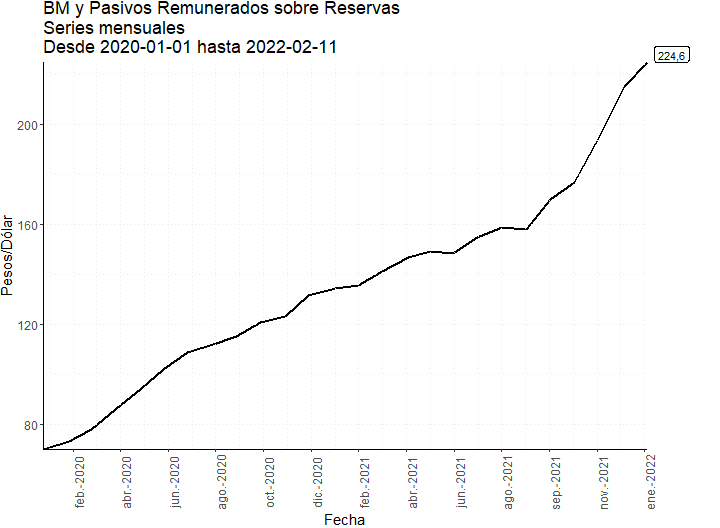 BM y Pasivos Remunerados sobre Reservas
Series mensuales
Desde 2020-01-01 hasta 2022-02-11
224,6
200
160
120
80
Pesos/Dólar
feb.-2020
abr.-2020
jun.-2020
ago.-2020
oct.-2020
dic.-2020
feb.-2021
abr.-2021
jun.-2021
ago.-2021
sep.-2021
nov.-2021
ene.-2022
Fecha